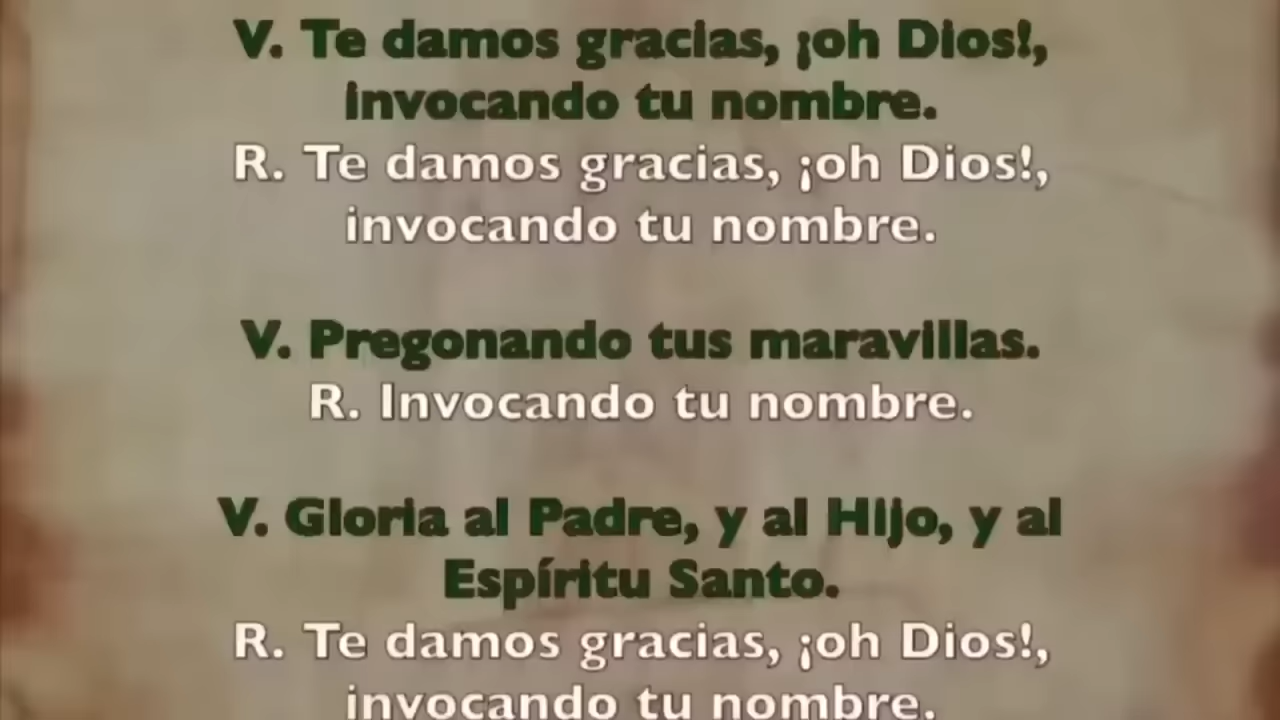 V. Te damos gracias, ¡oh Dios!,
invocando tu nombre.
R. Te damos gracias, ¡oh Dios!,
invocando tu nombre.
V. Pregonando tus maravillas.
R. Invocando tu nombre.
V. Gloria al Padre, y al Hijo, y al
Espíritu Santo.
R. Te damos gracias, ¡oh Dios!,
invocando tu nombre.